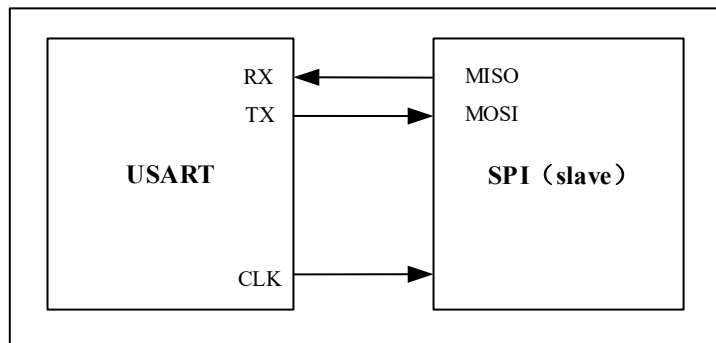 RX
MISO
TX
MOSI
USART
SPI（slave）
CLK